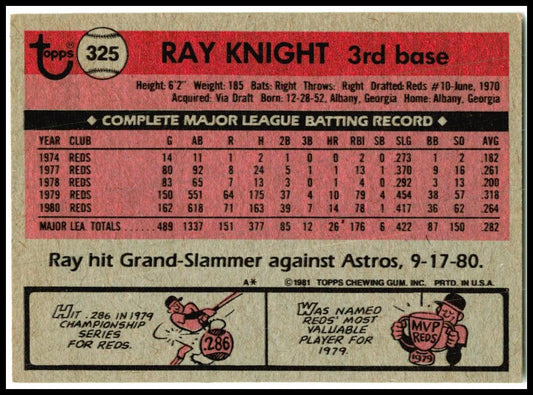 topps 325 RAY KNIGHT 3rd base
Height: 6'2" Weight: 185 Bats: Right Throws: Right Drafted: Reds #10-June, 1970
Acquired: Via Draft Born: 12-28-52, Albany, Georgia Home: Albany, Georgia
◆ COMPLETE MAJOR LEAGUE BATTING RECORD ◆
YEAR CLUB G AB R H 2B 3B HR RBI SB SLG BB SO AVG
1974 REDS 14 11 1 2 1 0 0 2 0 .273 1 2 .182
1977 REDS 80 92 8 24 5 1 1 13 1 .370 9 16 .261
1978 REDS 83 65 7 13 3 0 1 4 0 .292 3 13 .200
1979 REDS 150 551 64 175 37 4 10 79 4 .454 38 57 .318
1980 REDS 162 618 71 163 39 7 14 78 1 .417 36 62 .264
MAJOR LEA. TOTALS 489 1337 151 377 85 12 26* 176 6 .422 87 150 .282
Ray hit Grand-Slammer against Astros, 9-17-80.
A* ©1981 TOPPS CHEWING GUM, INC. PRTD. IN U.S.A.
HIT .286 IN 1979
CHAMPIONSHIP
SERIES
FOR REDS.
.286
WAS NAMED
REDS' MOST
VALUABLE
PLAYER FOR
1979.
MVP
REDS
1979